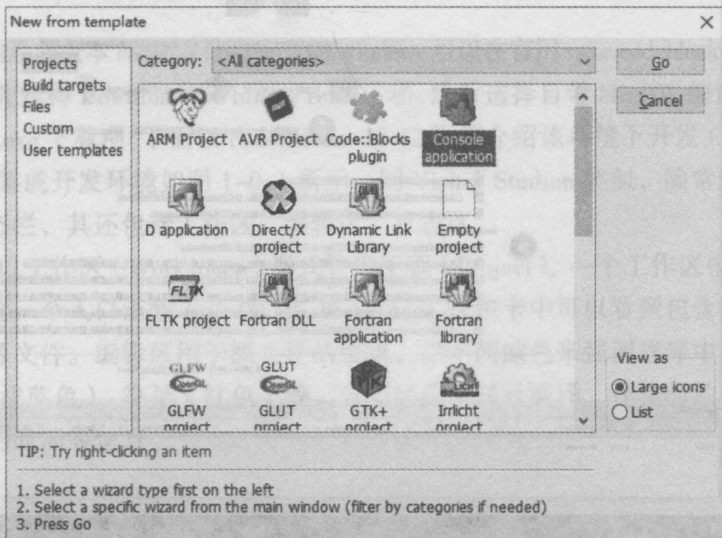 New from template
Projects
Build targets
Files
Custom
User templates
Category: <All categories>
Go
Cancel
ARM Project
AVR Project
Code::Blocks plugin
Console application
D application
Direct/X project
Dynamic Link Library
Empty project
FLTK project
Fortran DLL
Fortran application
Fortran library
GLFW project
GLUT project
GTK+ project
Irrlicht project
View as
Large icons
List
TIP: Try right-clicking an item
1. Select a wizard type first on the left
2. Select a specific wizard from the main window (filter by categories if needed)
3. Press Go